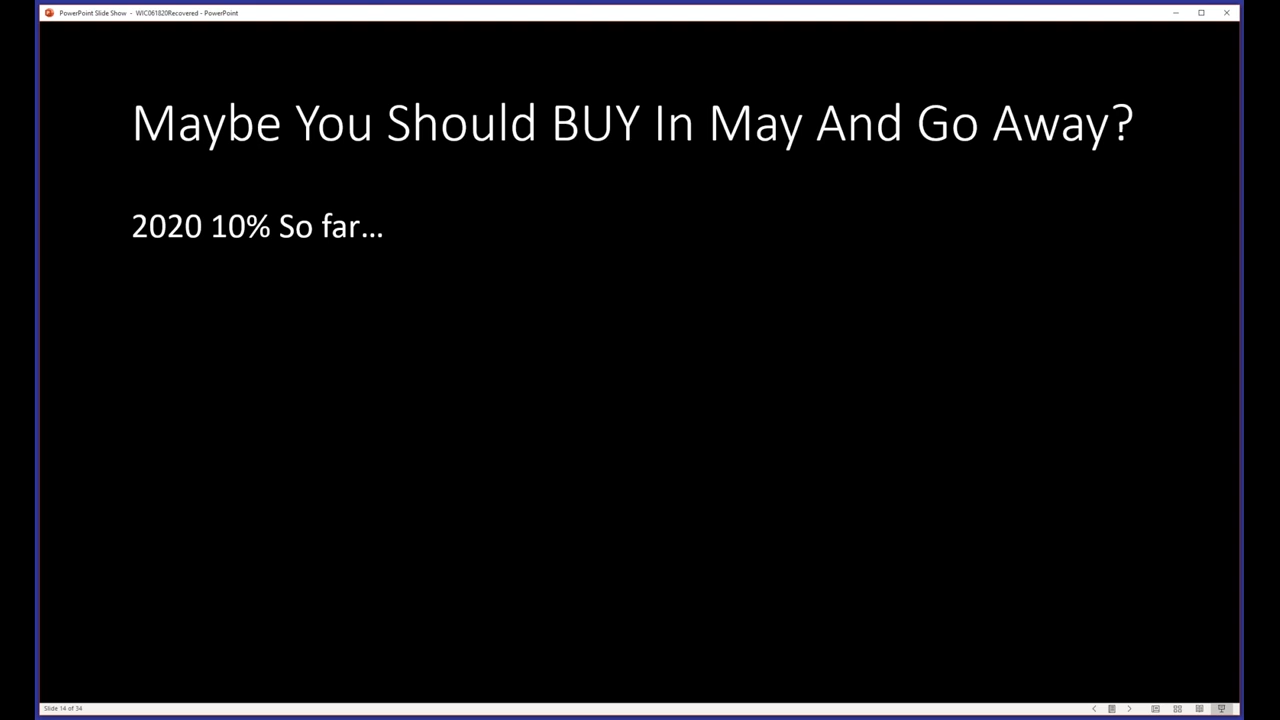 PowerPoint Slide Show - WIC061820Recovered - PowerPoint
Maybe You Should BUY In May And Go Away?
2020 10% So far...
Slide 14 of 34